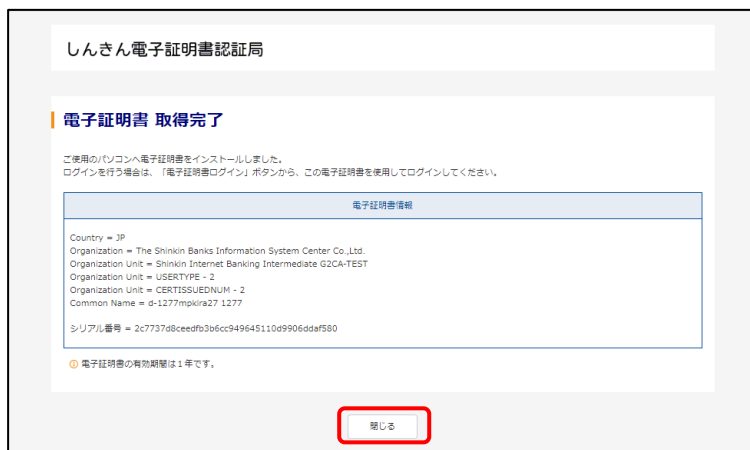 しんきん電子証明書認証局
電子証明書 取得完了
ご使用のパソコンへ電子証明書をインストールしました。
ログインを行う場合は、「電子証明書ログイン」ボタンから、この電子証明書を使用してログインしてください。
電子証明書情報
Country = JP
Organization = The Shinkin Banks Information System Center Co.,Ltd.
Organization Unit = Shinkin Internet Banking Intermediate G2CA-TEST
Organization Unit = USERTYPE - 2
Organization Unit = CERTISSUEDNUM - 2
Common Name = d-1277mpkira27 1277
シリアル番号 = 2c7737d8ceedfb3b6cc949645110d9906ddaf580
電子証明書の有効期間は1年です。
閉じる